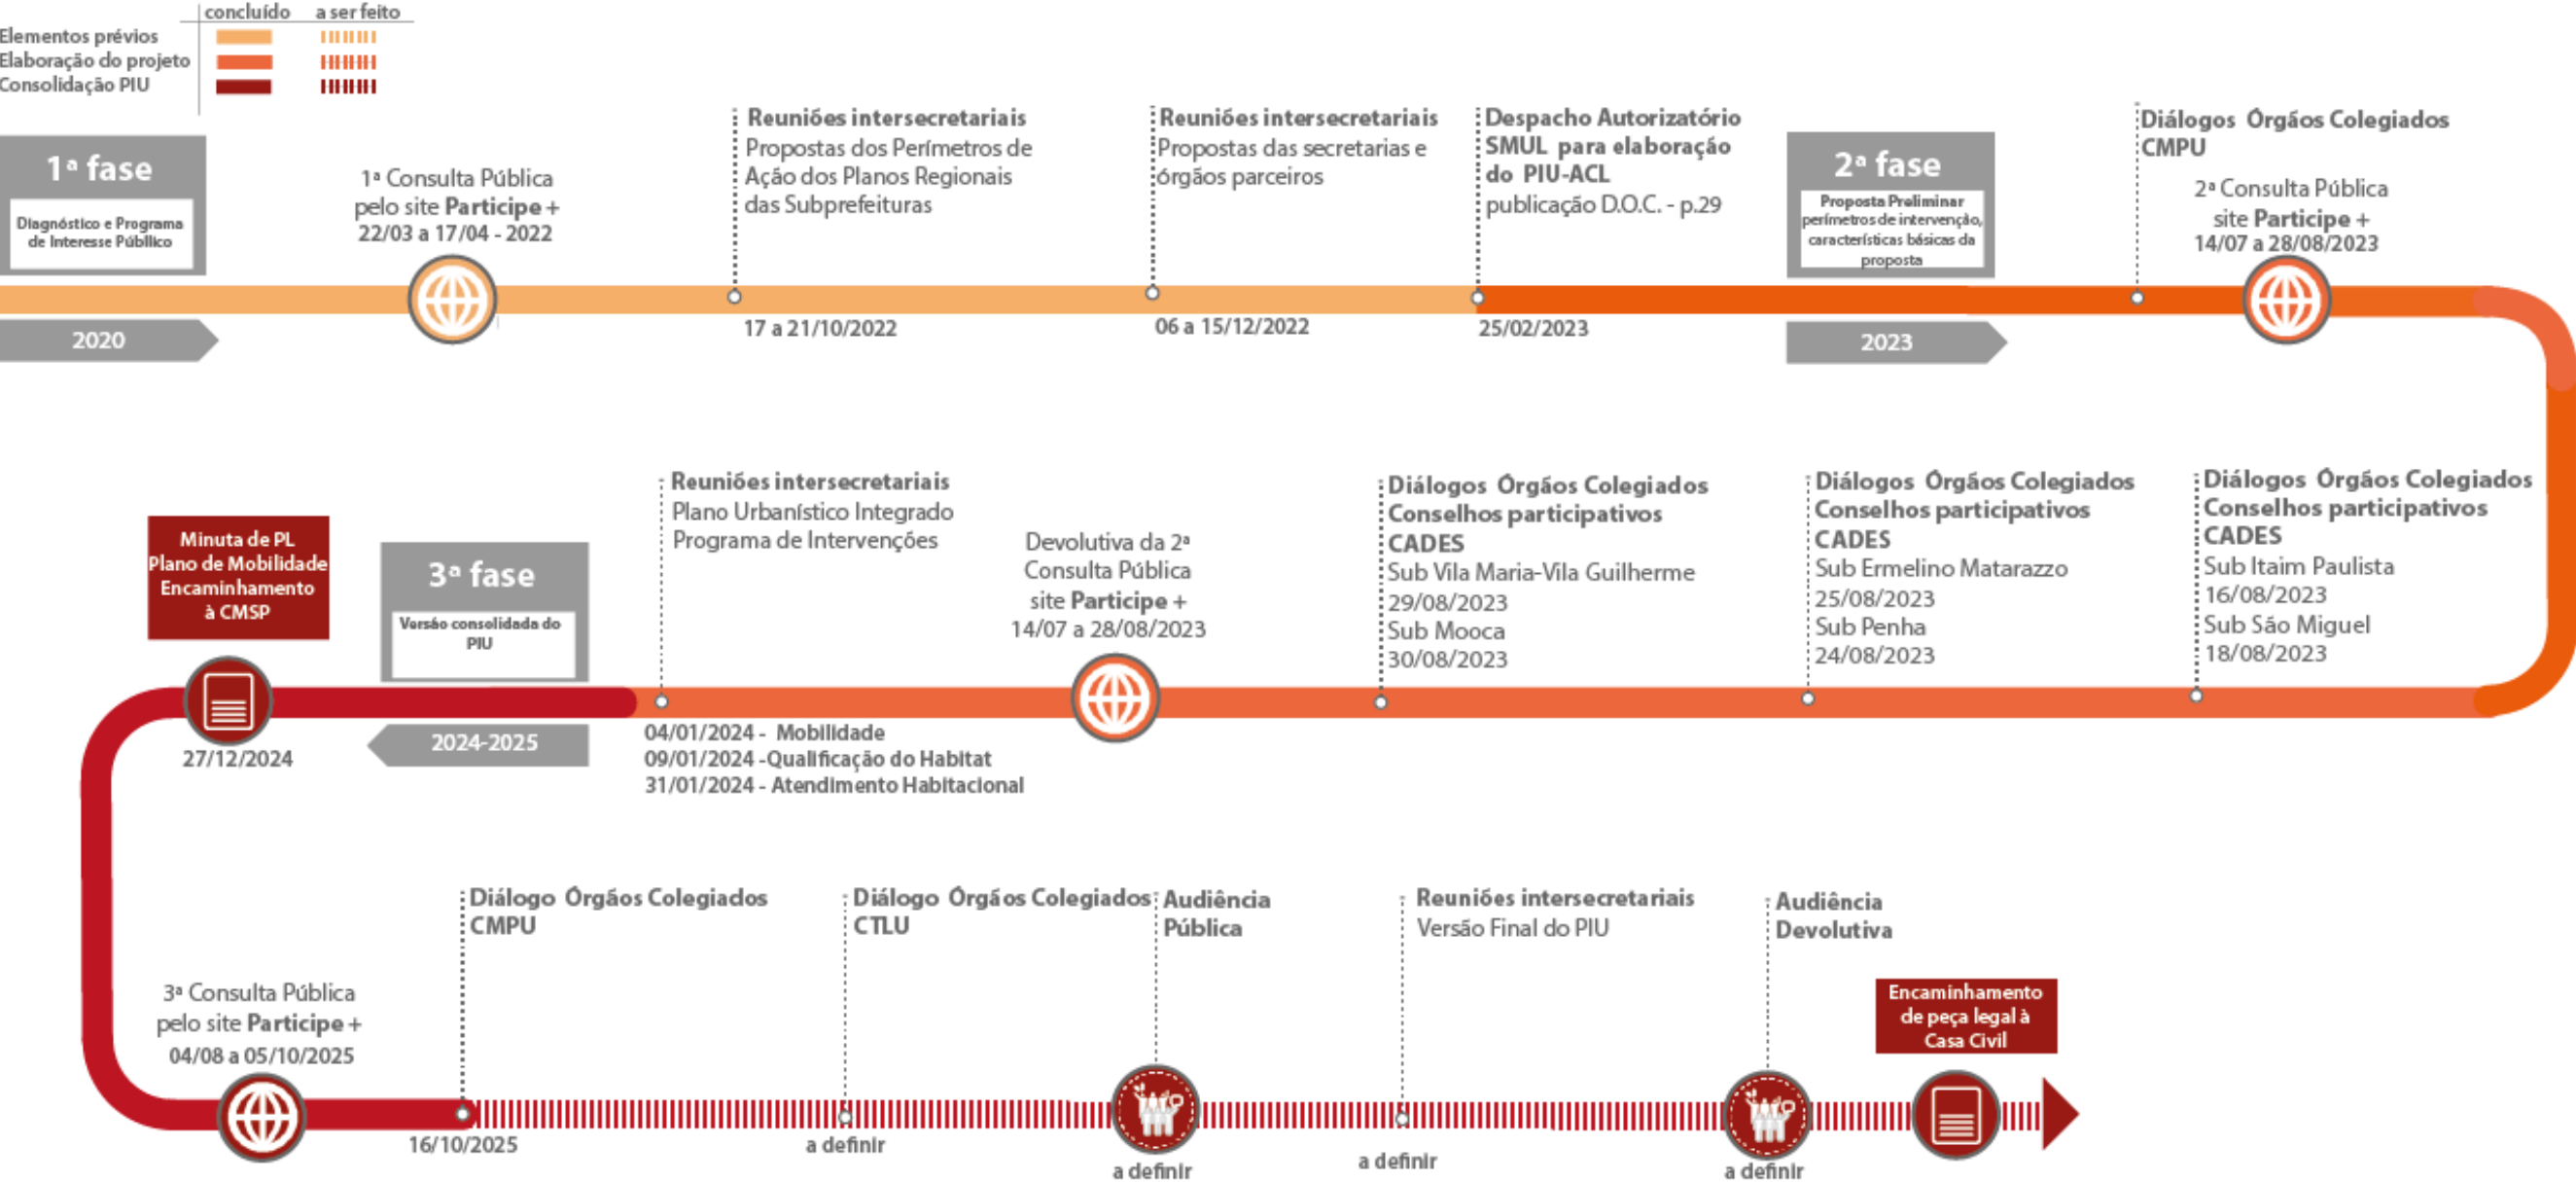 concluído a ser feito
Elementos prévios
Elaboração do projeto
Consolidação PIU
1ª fase
Diagnóstico e Programa
de Interesse Públlico
2020
1ª Consulta Pública
pelo site Participe +
22/03 a 17/04 - 2022
Reuniões intersecretariais
Propostas dos Perímetros de
Ação dos Planos Regionais
das Subprefeituras
17 a 21/10/2022
Reuniões intersecretariais
Propostas das secretarias e
órgãos parceiros
06 a 15/12/2022
Despacho Autorizatório
SMUL para elaboração
do PIU-ACL
publicação D.O.C. - p.29
25/02/2023
2ª fase
Proposta Preliminar
perímetros de intervenção,
características básicas da
proposta
2023
Diálogos Órgãos Colegiados
CMPU
2ª Consulta Pública
site Participe +
14/07 a 28/08/2023
Diálogos Órgãos Colegiados
Conselhos participativos
CADES
Sub Itaim Paulista
16/08/2023
Sub São Miguel
18/08/2023
Diálogos Órgãos Colegiados
Conselhos participativos
CADES
Sub Ermelino Matarazzo
25/08/2023
Sub Penha
24/08/2023
Diálogos Órgãos Colegiados
Conselhos participativos
CADES
Sub Vila Maria-Vila Guilherme
29/08/2023
Sub Mooca
30/08/2023
Devolutiva da 2ª
Consulta Pública
site Participe +
14/07 a 28/08/2023
Reuniões intersecretariais
Plano Urbanístico Integrado
Programa de Intervenções
04/01/2024 - Mobilidade
09/01/2024 -Qualificação do Habitat
31/01/2024 - Atendimento Habitacional
3ª fase
Versão consolidada do
PIU
2024-2025
Minuta de PL
Plano de Mobilidade
Encaminhamento
à CMSP
27/12/2024
3ª Consulta Pública
pelo site Participe +
04/08 a 05/10/2025
Diálogo Órgãos Colegiados
CMPU
16/10/2025
Diálogo Órgãos Colegiados
CTLU
a definir
Audiência
Pública
a definir
Reuniões intersecretariais
Versão Final do PIU
a definir
Audiência
Devolutiva
a definir
Encaminhamento
de peça legal à
Casa Civil